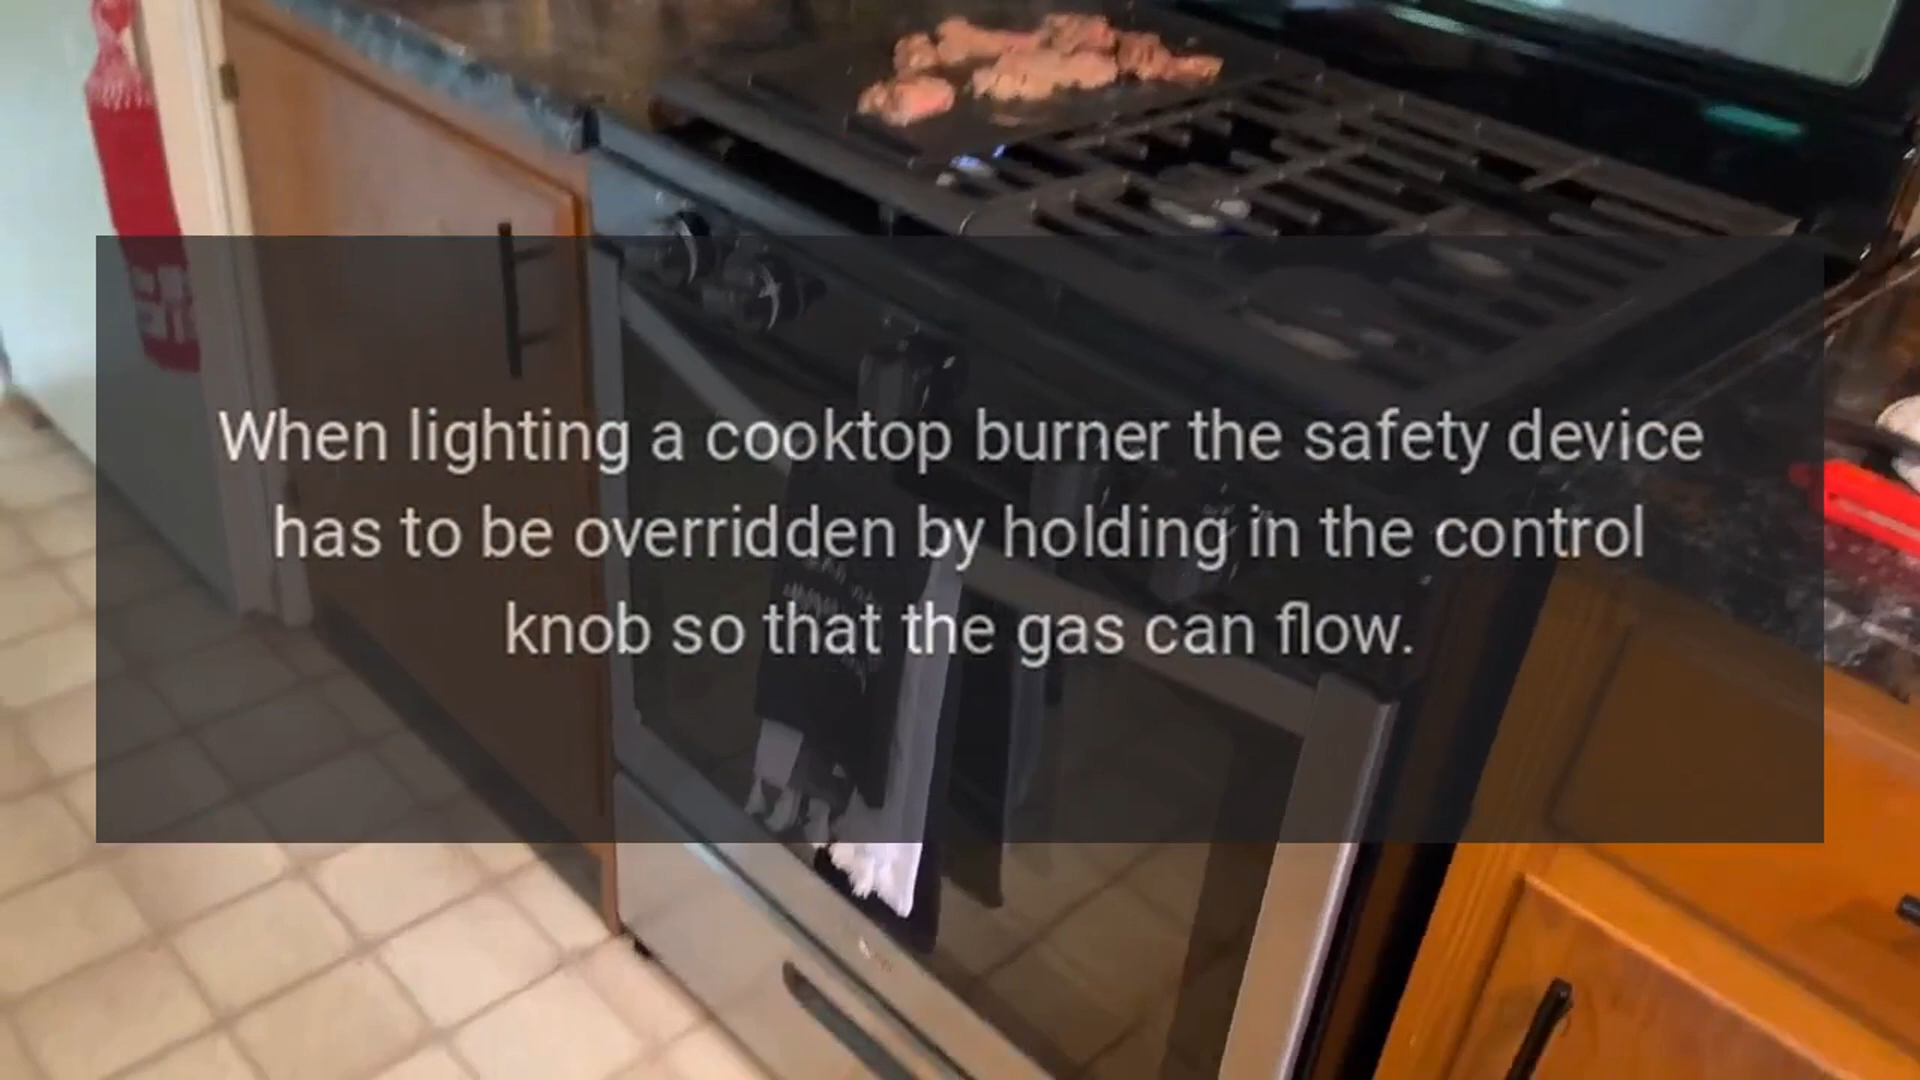 When lighting a cooktop burner the safety device
has to be overridden by holding in the control
knob so that the gas can flow.